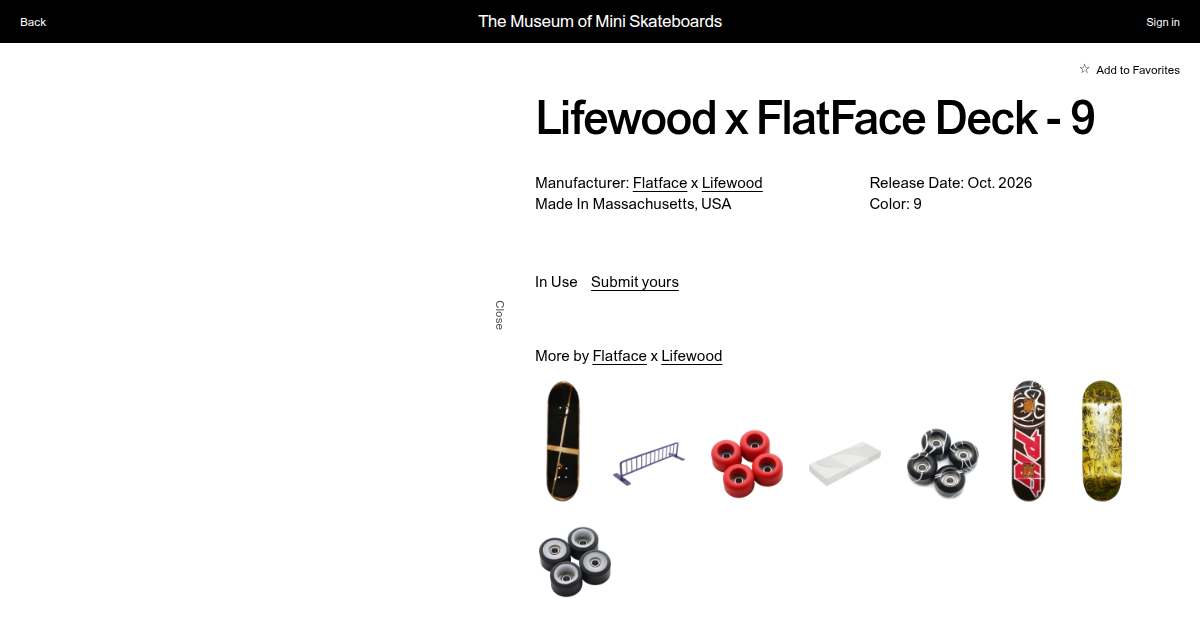 Back
The Museum of Mini Skateboards
Sign in
☆ Add to Favorites
Lifewood x FlatFace Deck - 9
Manufacturer: Flatface x Lifewood
Made In Massachusetts, USA
Release Date: Oct. 2026
Color: 9
In Use Submit yours
Close
More by Flatface x Lifewood